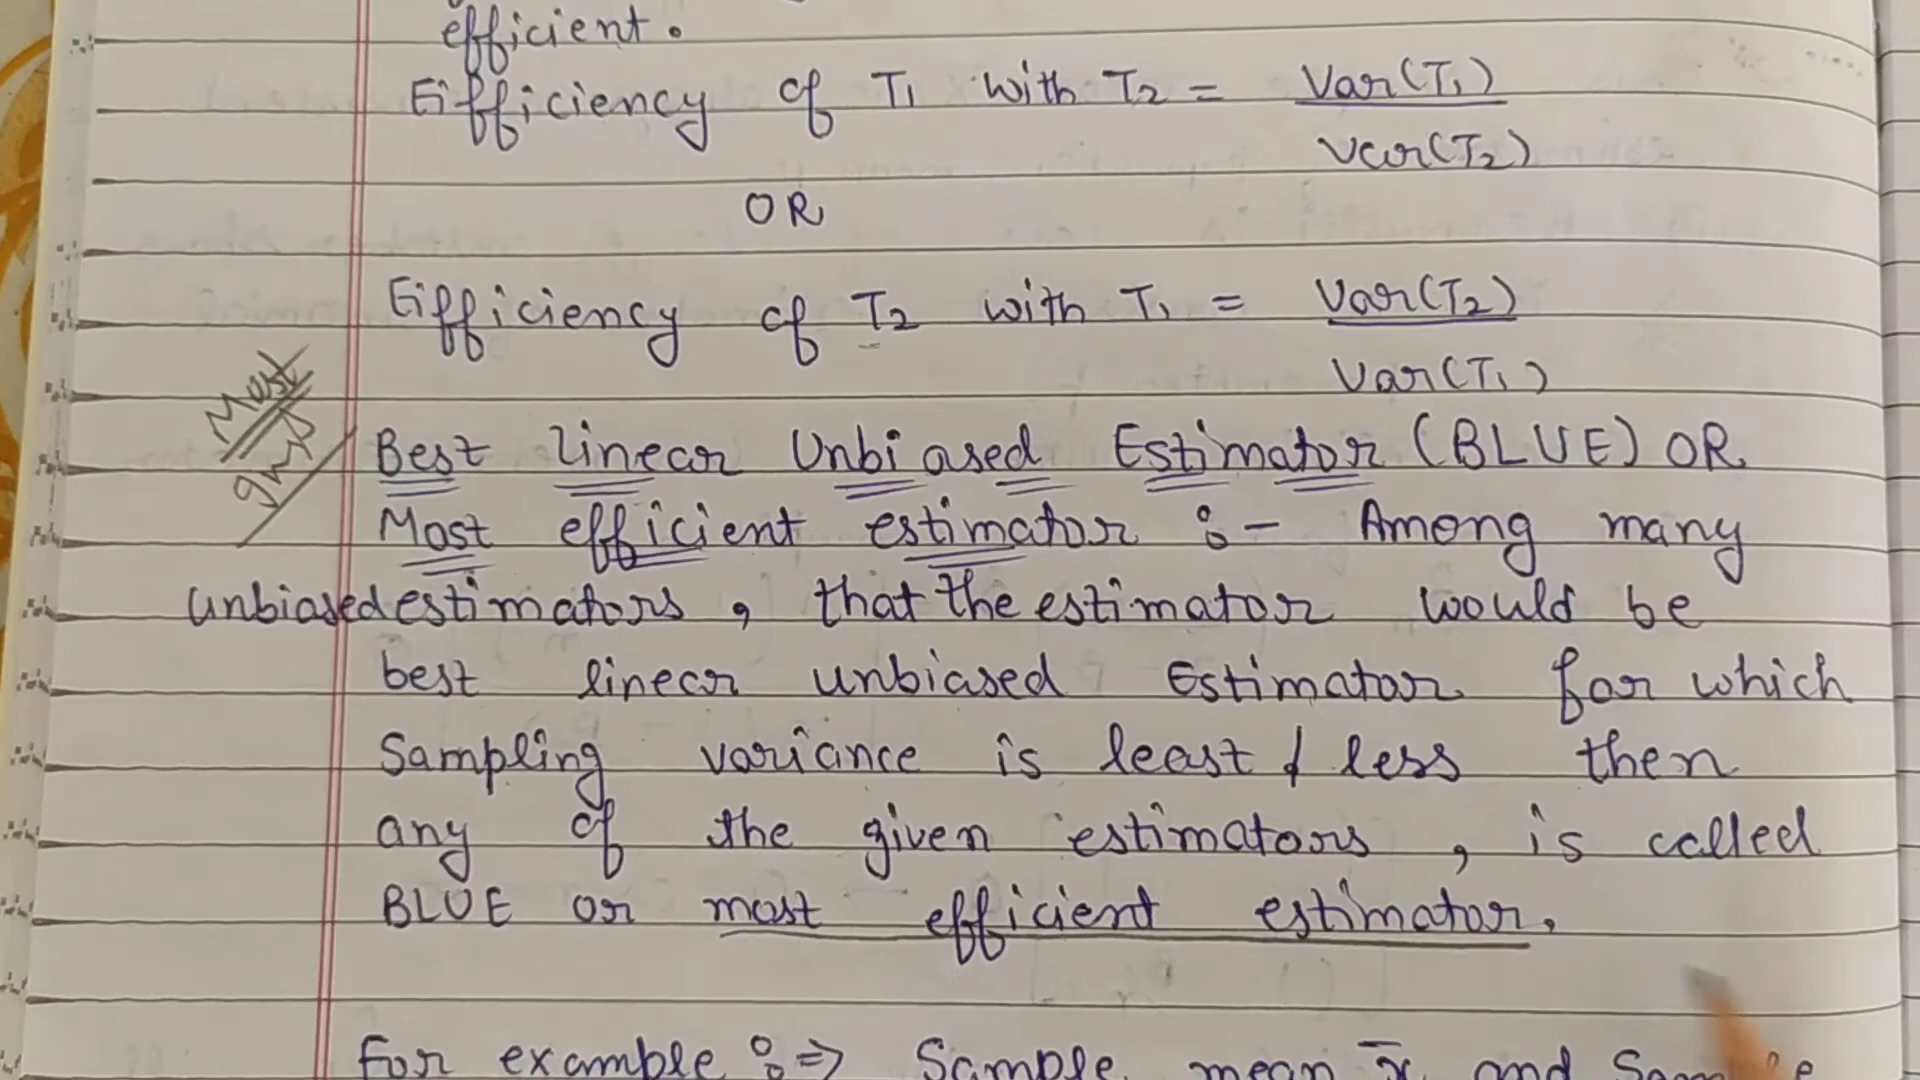 efficient.
Efficiency of T1 with T2 = Var(T1)
Var(T2)
OR
Efficiency of T2 with T1 = Var(T2)
Var(T1)
Most
Imp
Best linear Unbiased Estimator (BLUE) OR
Most efficient estimator :- Among many
unbiased estimators, that the estimator would be
best linear unbiased Estimator for which
Sampling variance is least & less then
any of the given estimators, is called
BLUE or most efficient estimator.
For example :⇒ Sample mean x̄ and